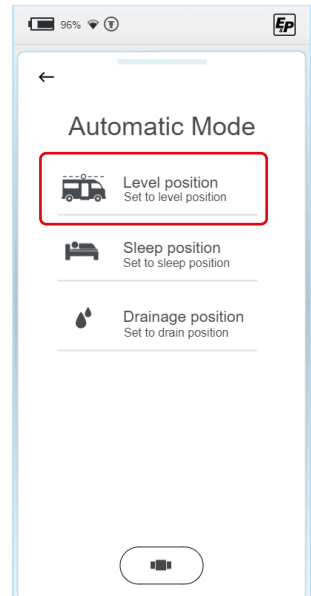 96%
EP
Automatic Mode
Level position
Set to level position
Sleep position
Set to sleep position
Drainage position
Set to drain position